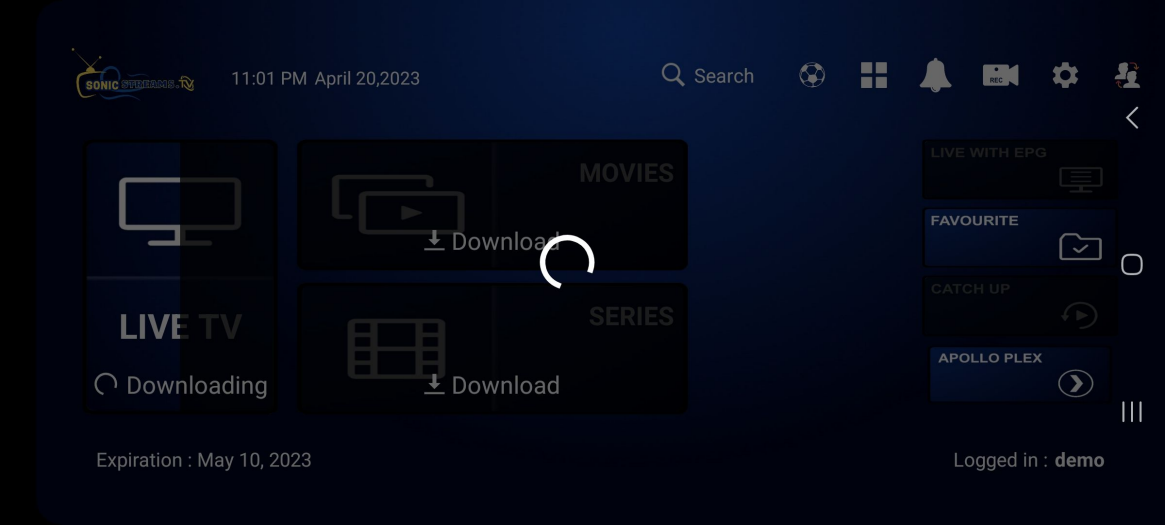 SONIC STREAMS.TV
11:01 PM April 20,2023
Search
REC
LIVE TV
Downloading
MOVIES
Download
SERIES
Download
LIVE WITH EPG
FAVOURITE
CATCH UP
APOLLO PLEX
Expiration : May 10, 2023
Logged in : demo